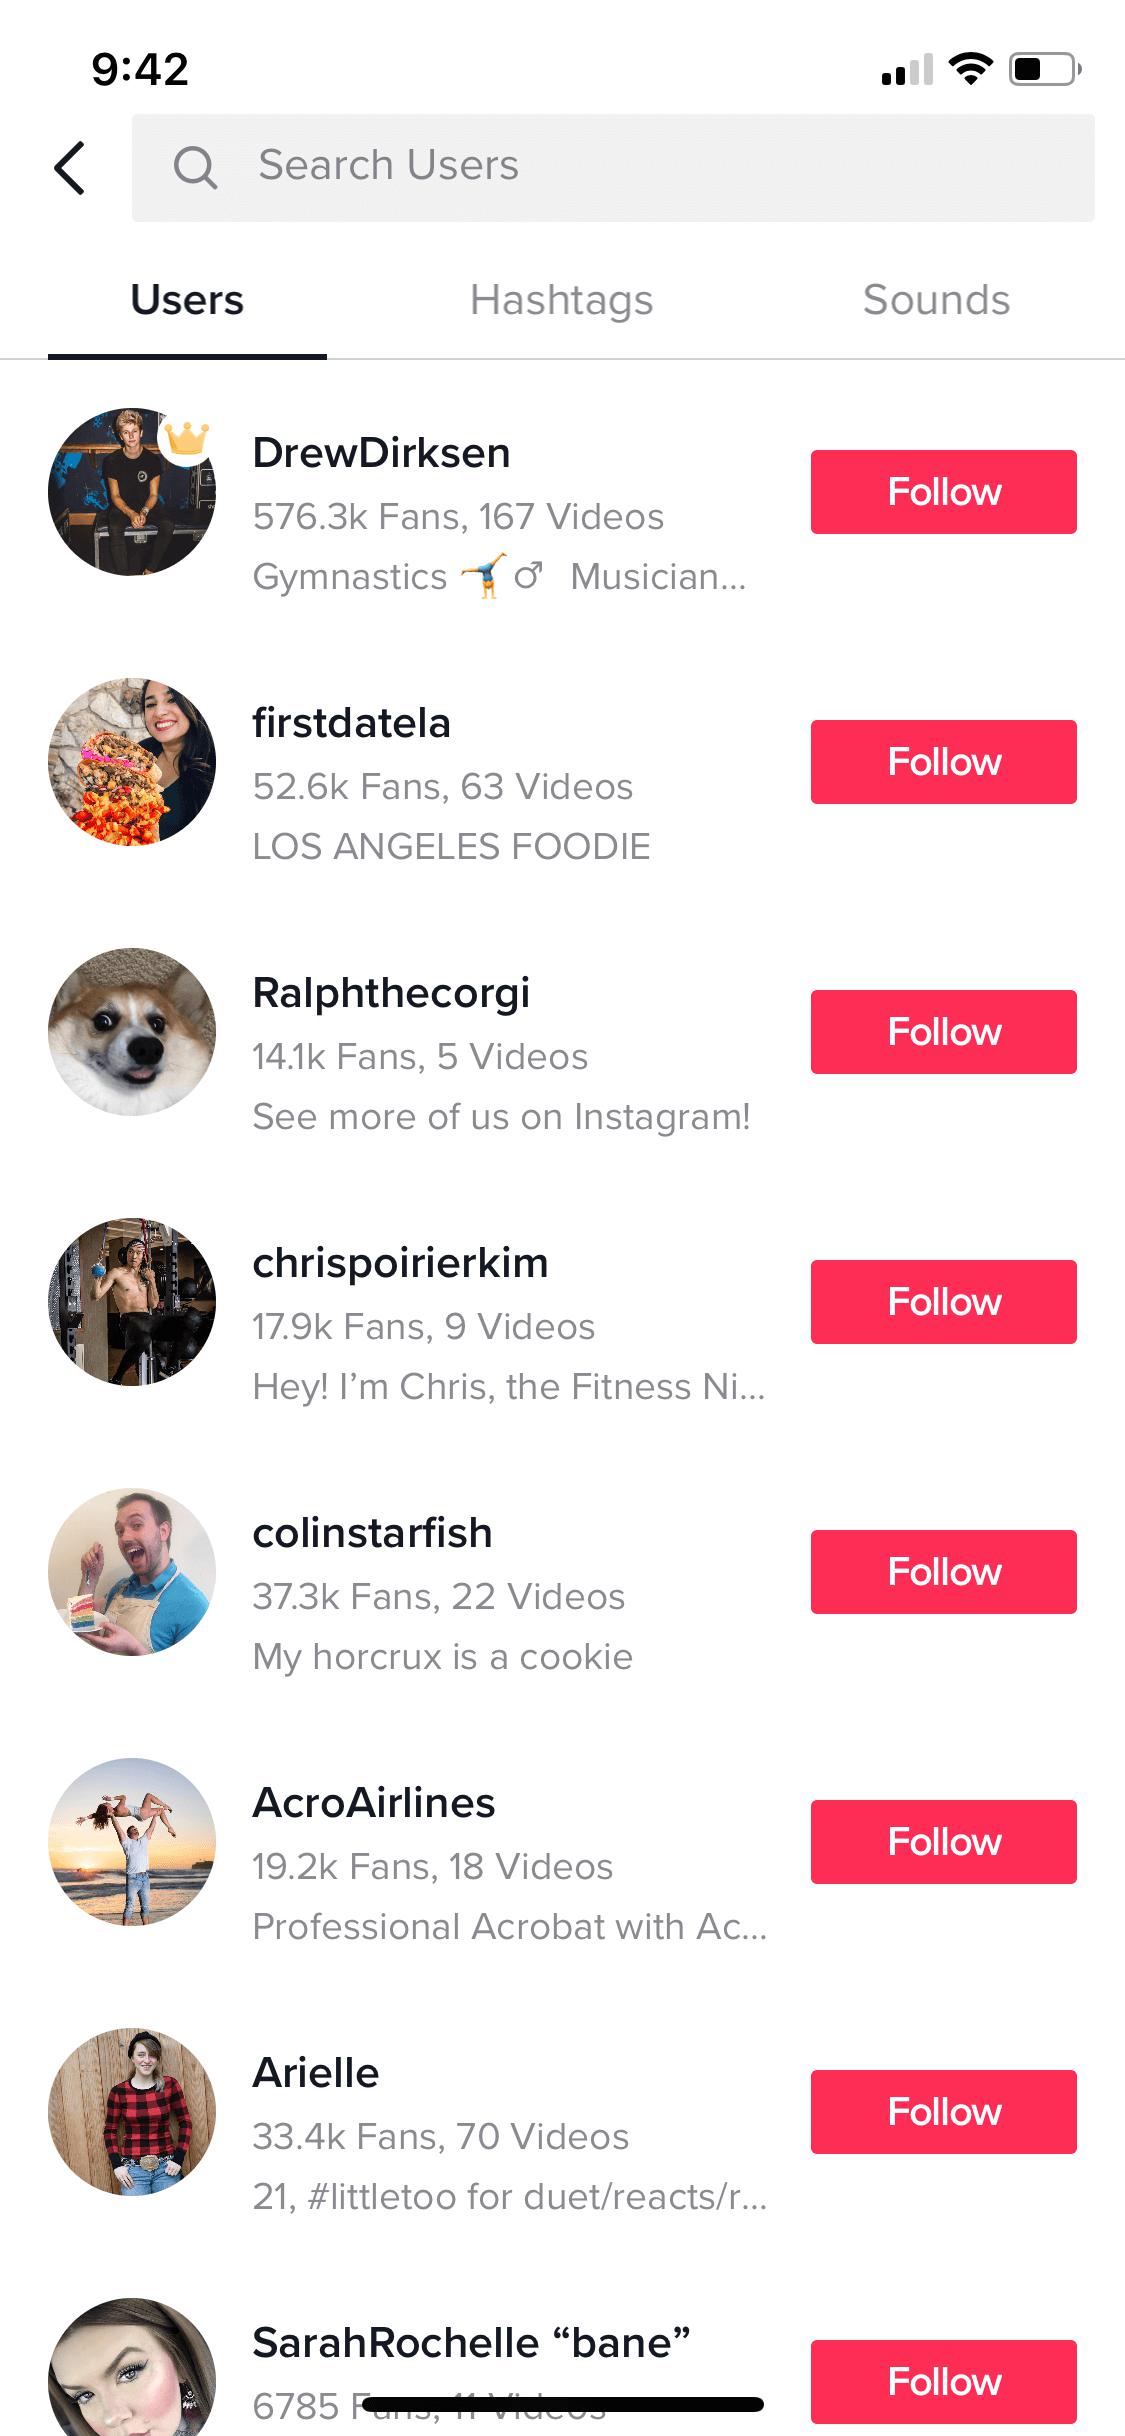 9:42
Search Users
Users Hashtags Sounds
DrewDirksen
576.3k Fans, 167 Videos
Gymnastics 🤸♂ Musician...
Follow
firstdatela
52.6k Fans, 63 Videos
LOS ANGELES FOODIE
Follow
Ralphthecorgi
14.1k Fans, 5 Videos
See more of us on Instagram!
Follow
chrispoirierkim
17.9k Fans, 9 Videos
Hey! I’m Chris, the Fitness Ni...
Follow
colinstarfish
37.3k Fans, 22 Videos
My horcrux is a cookie
Follow
AcroAirlines
19.2k Fans, 18 Videos
Professional Acrobat with Ac...
Follow
Arielle
33.4k Fans, 70 Videos
21, #littletoo for duet/reacts/r...
Follow
SarahRochelle “bane”
6785 Fans, 11 Videos
Follow